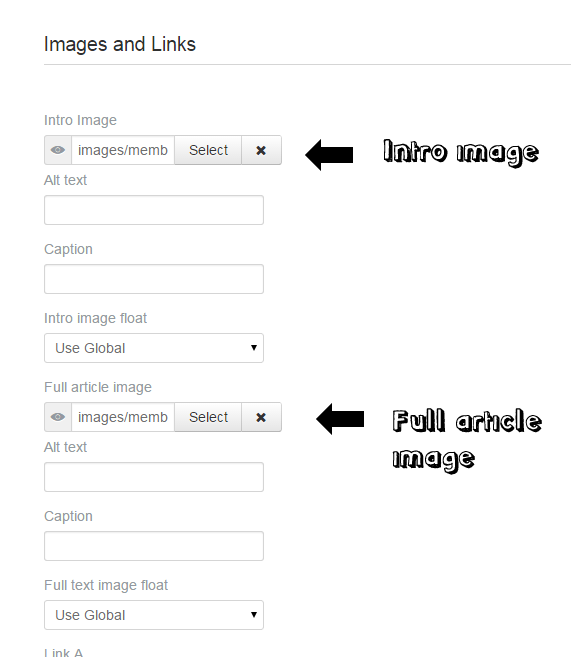 Images and Links
Intro Image
images/memb Select ✖
Intro image
Alt text
Caption
Intro image float
Use Global
Full article image
images/memb Select ✖
Full article
image
Alt text
Caption
Full text image float
Use Global
Link A